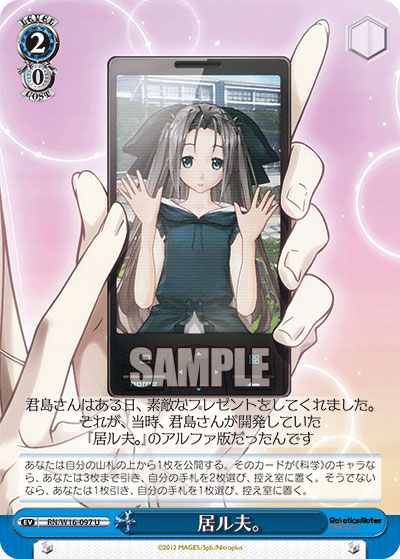 LEVEL
2
0
COST
SAMPLE
君島さんはある日、素敵なプレゼントをしてくれました。
それが、当時、君島さんが開発していた
『居ル夫。』のアルファ版だったんです
あなたは自分の山札の上から1枚を公開する。そのカードが《科学》のキャラな
ら、あなたは3枚まで引き、自分の手札を2枚選び、控え室に置く。そうでない
なら、あなたは1枚引き、自分の手札を2枚選び、控え室に置く。
EV
RN/W16-097 U
居ル夫。
Robotics;Notes
©2012 MAGES./5pb./Nitroplus